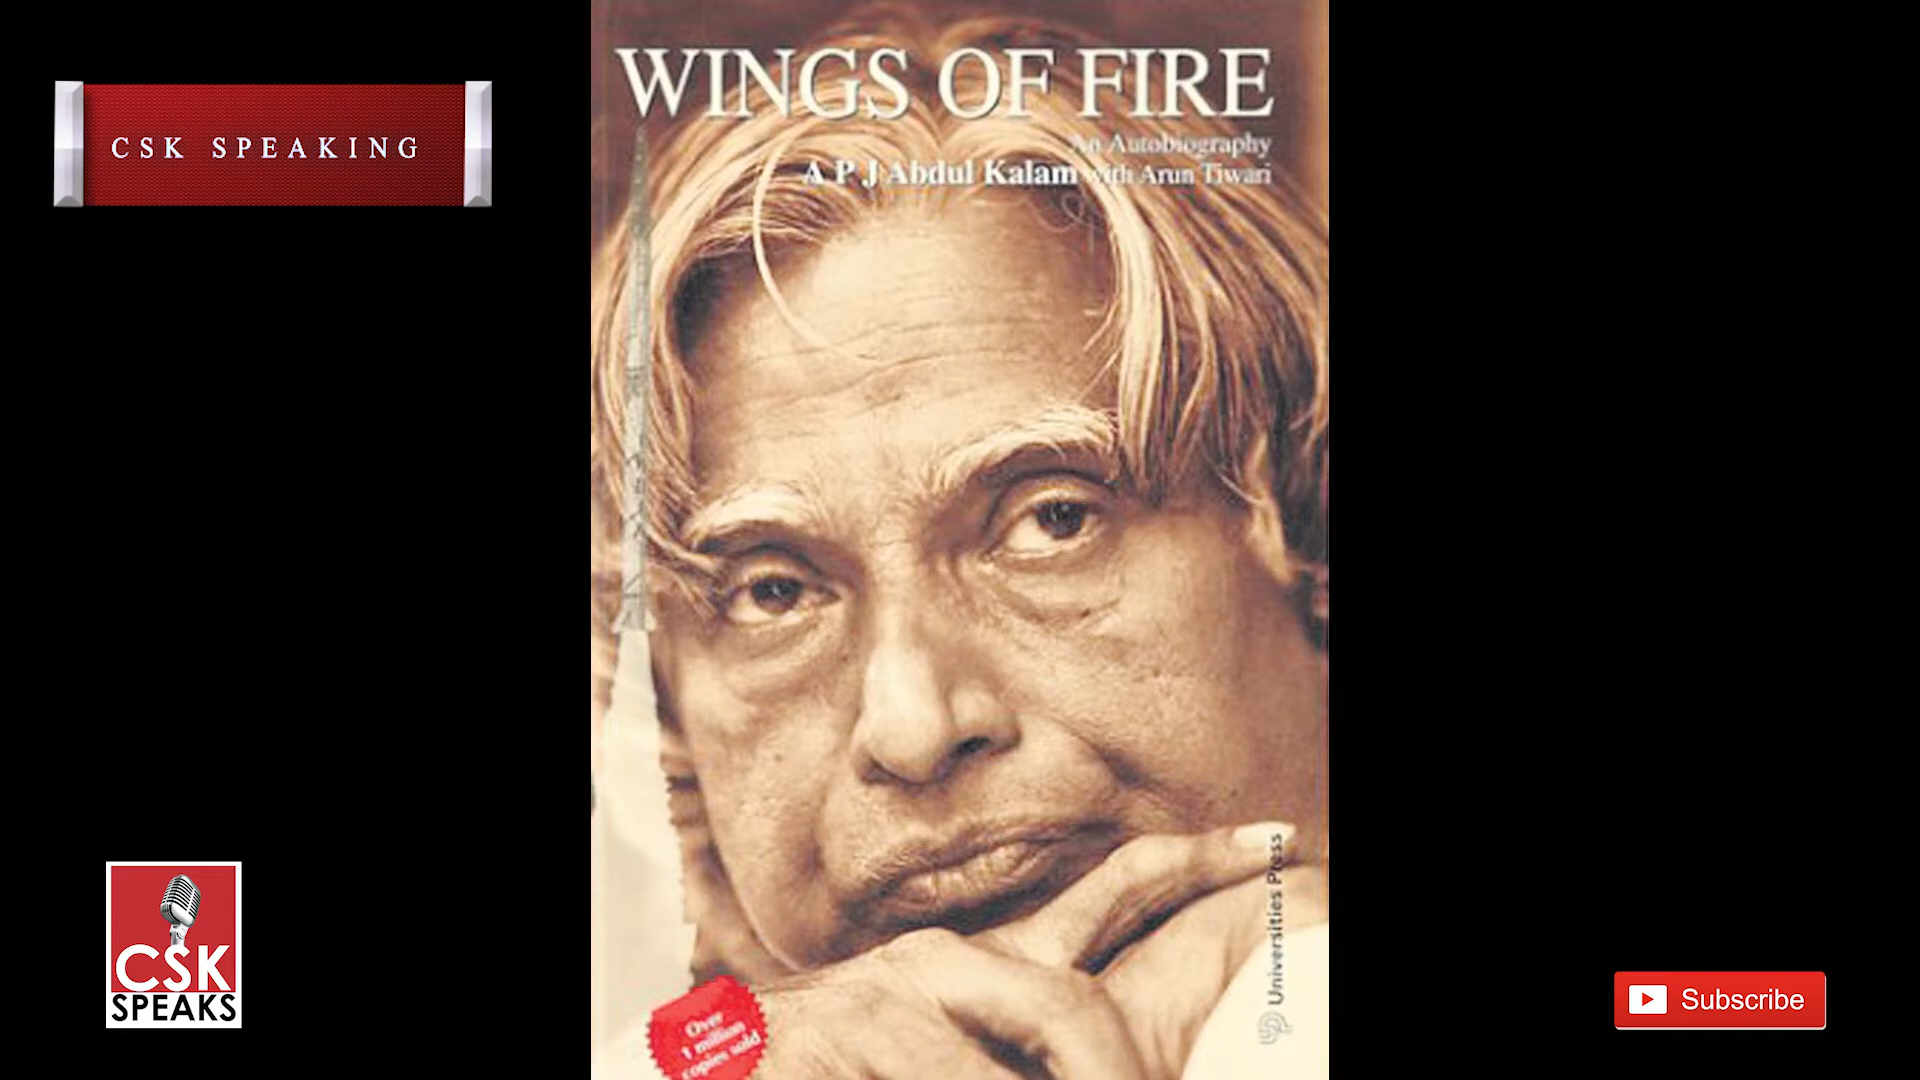 WINGS OF FIRE
An Autobiography
A P J Abdul Kalam with Arun Tiwari
CSK SPEAKING
Universities Press
CSK
SPEAKS
Over
1 million
copies sold
Subscribe